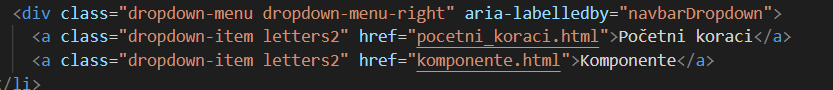 <div class="dropdown-menu dropdown-menu-right" aria-labelledby="navbarDropdown">
<a class="dropdown-item letters2" href="pocetni_koraci.html">Početni koraci</a>
<a class="dropdown-item letters2" href="komponente.html">Komponente</a>
</li>